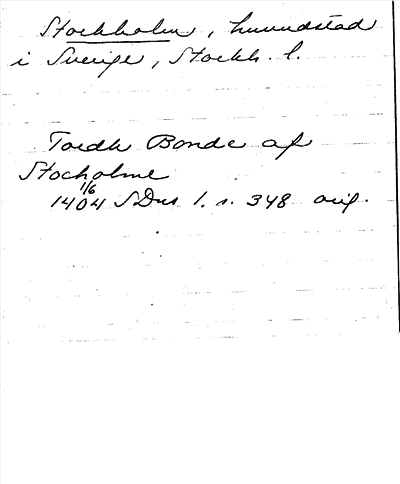 Stockholm, huvudstad
i Sverige, Stockh. l.
Tordh Bonde af
Stocholme
1/6
1404 SDns 1. s. 348 orig.